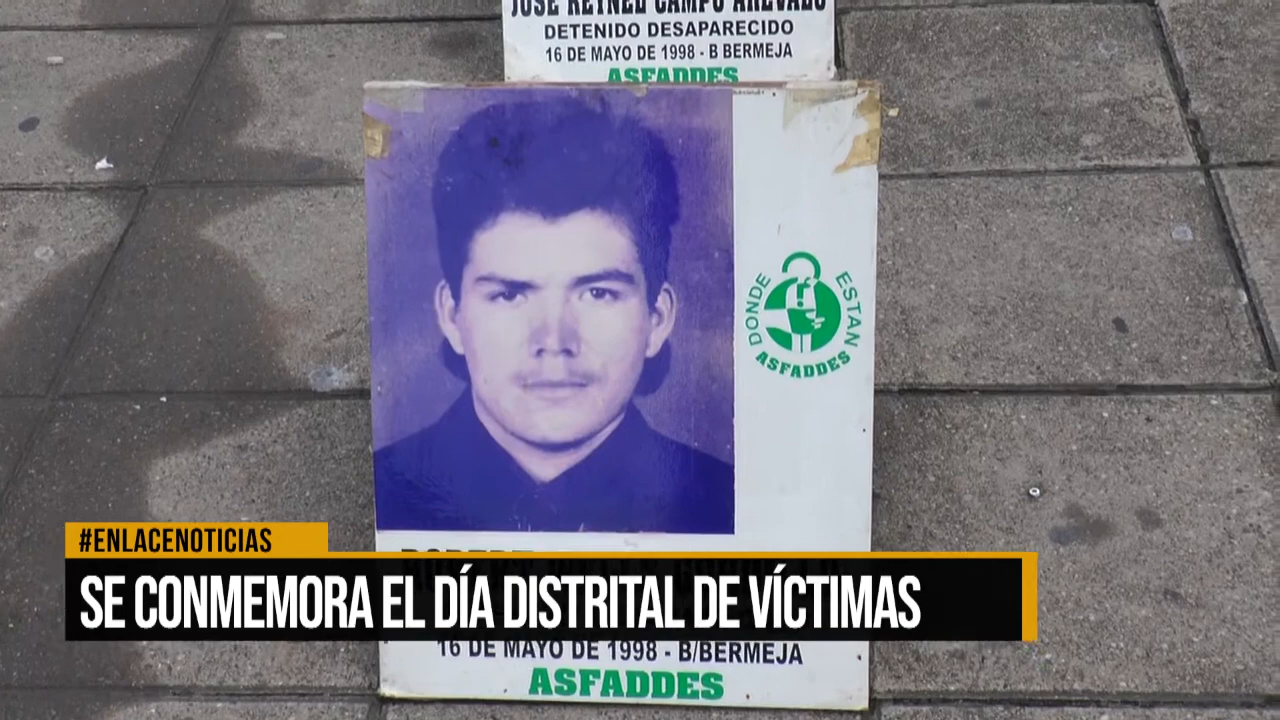 JOSE REYNEL CAMPO AREVALO
DETENIDO DESAPARECIDO
16 DE MAYO DE 1998 - B BERMEJA
ASFADDES
DONDE ESTAN
ASFADDES
#ENLACENOTICIAS
SE CONMEMORA EL DÍA DISTRITAL DE VÍCTIMAS
16 DE MAYO DE 1998 - B/BERMEJA
ASFADDES